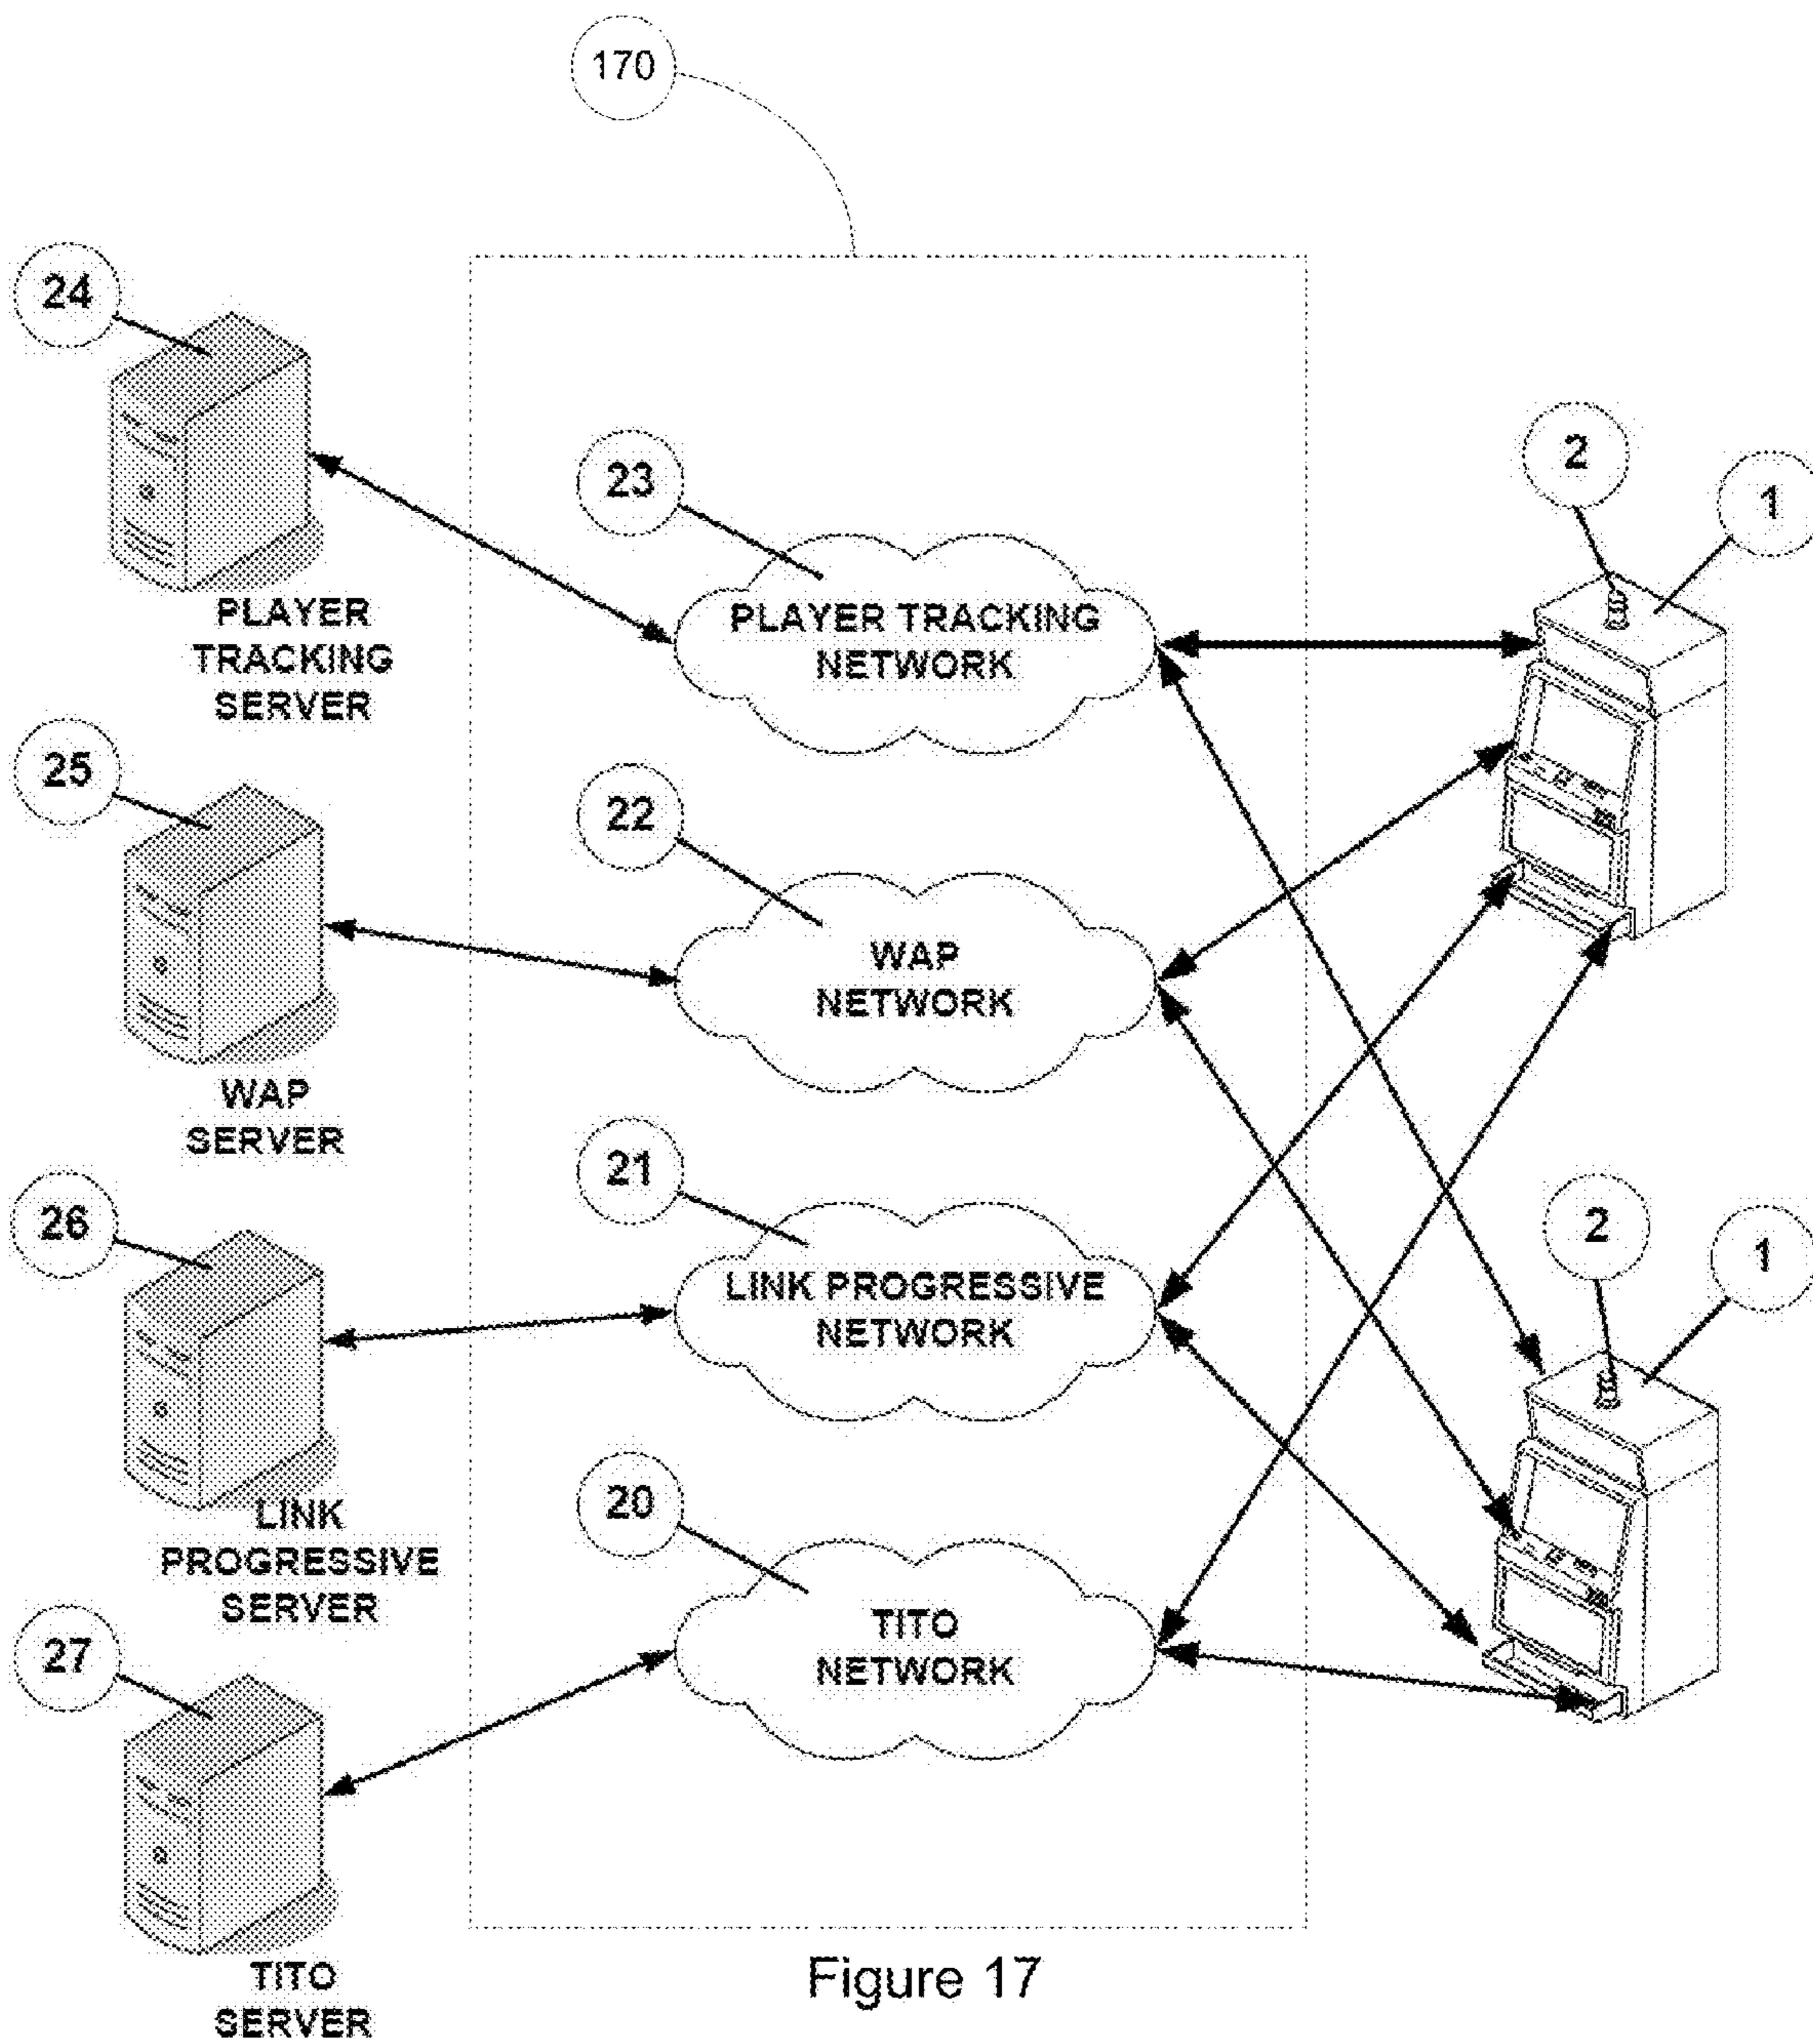 170
24
PLAYER
TRACKING
SERVER
23
PLAYER TRACKING
NETWORK
2
1
25
WAP
SERVER
22
WAP
NETWORK
26
LINK
PROGRESSIVE
SERVER
21
LINK PROGRESSIVE
NETWORK
2
1
27
TITO
SERVER
20
TITO
NETWORK
Figure 17